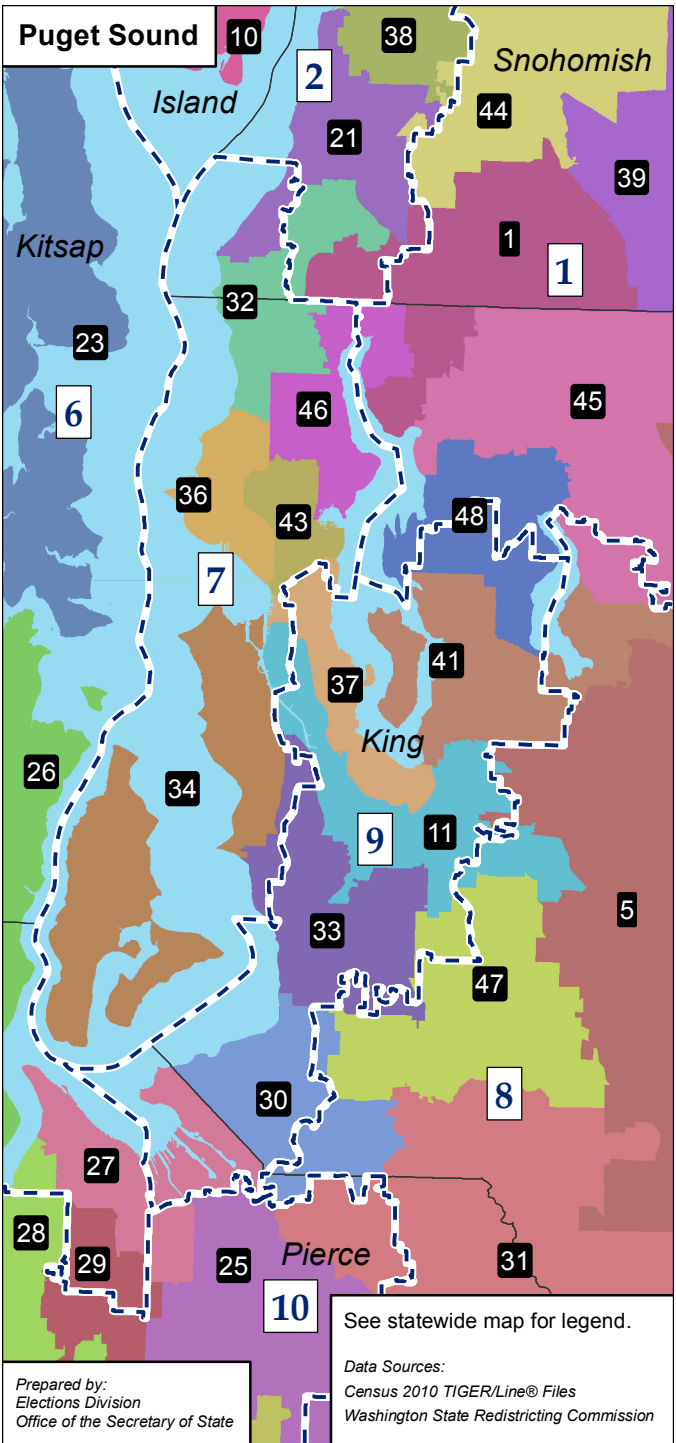 Puget Sound
10
38
2
Snohomish
Island
44
21
39
1
Kitsap
1
32
23
45
6
46
36
48
43
7
41
37
King
26
34
11
9
5
33
47
30
8
27
28
29
25
Pierce
31
10
See statewide map for legend.
Data Sources:
Census 2010 TIGER/Line® Files
Washington State Redistricting Commission
Prepared by:
Elections Division
Office of the Secretary of State